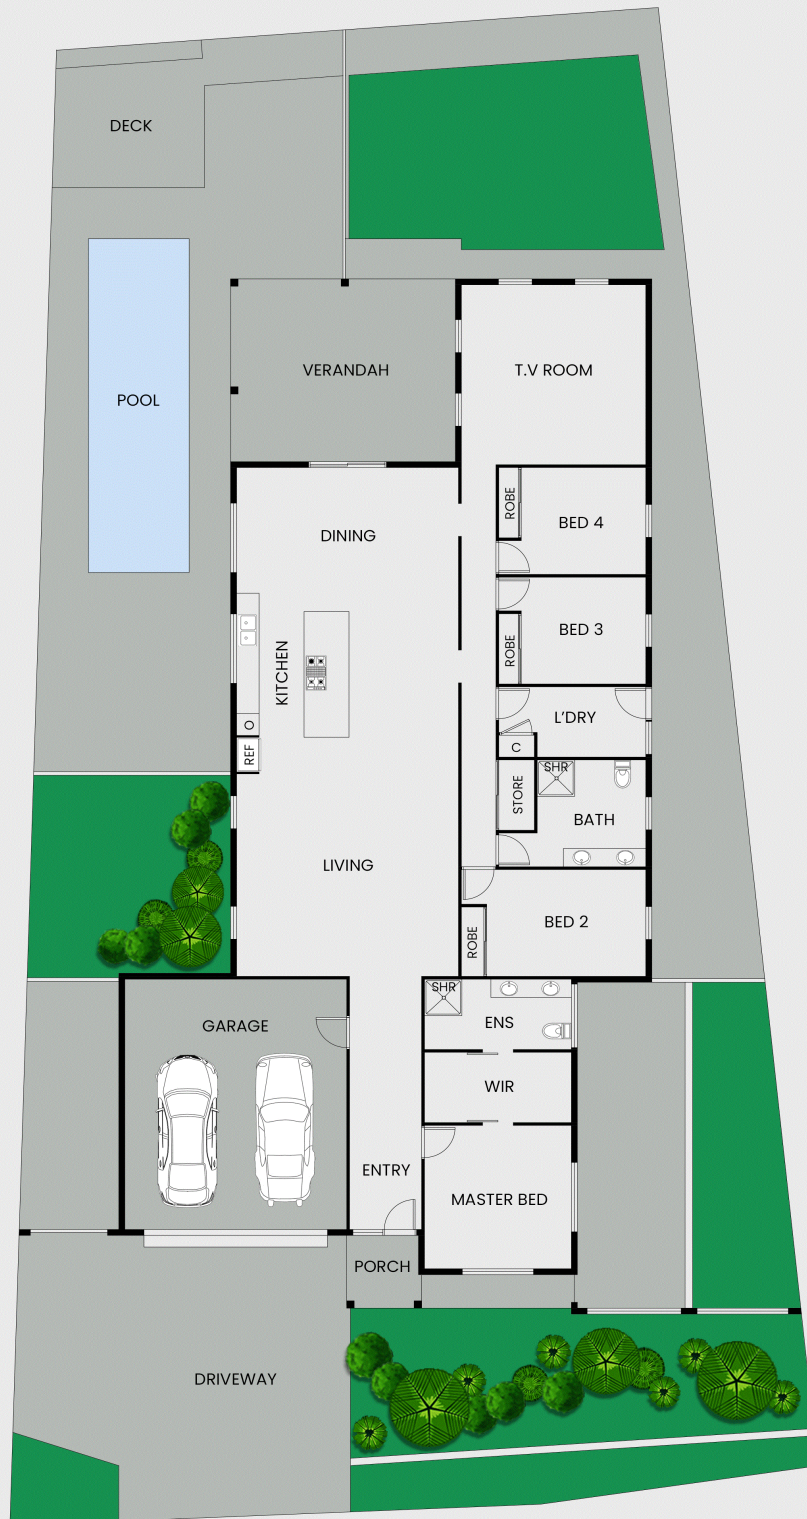 DECK
POOL
VERANDAH
T.V ROOM
DINING
ROBE
BED 4
KITCHEN
ROBE
BED 3
O
REF
L'DRY
C
SHR
STORE
BATH
LIVING
ROBE
BED 2
SHR
ENS
GARAGE
WIR
ENTRY
MASTER BED
PORCH
DRIVEWAY